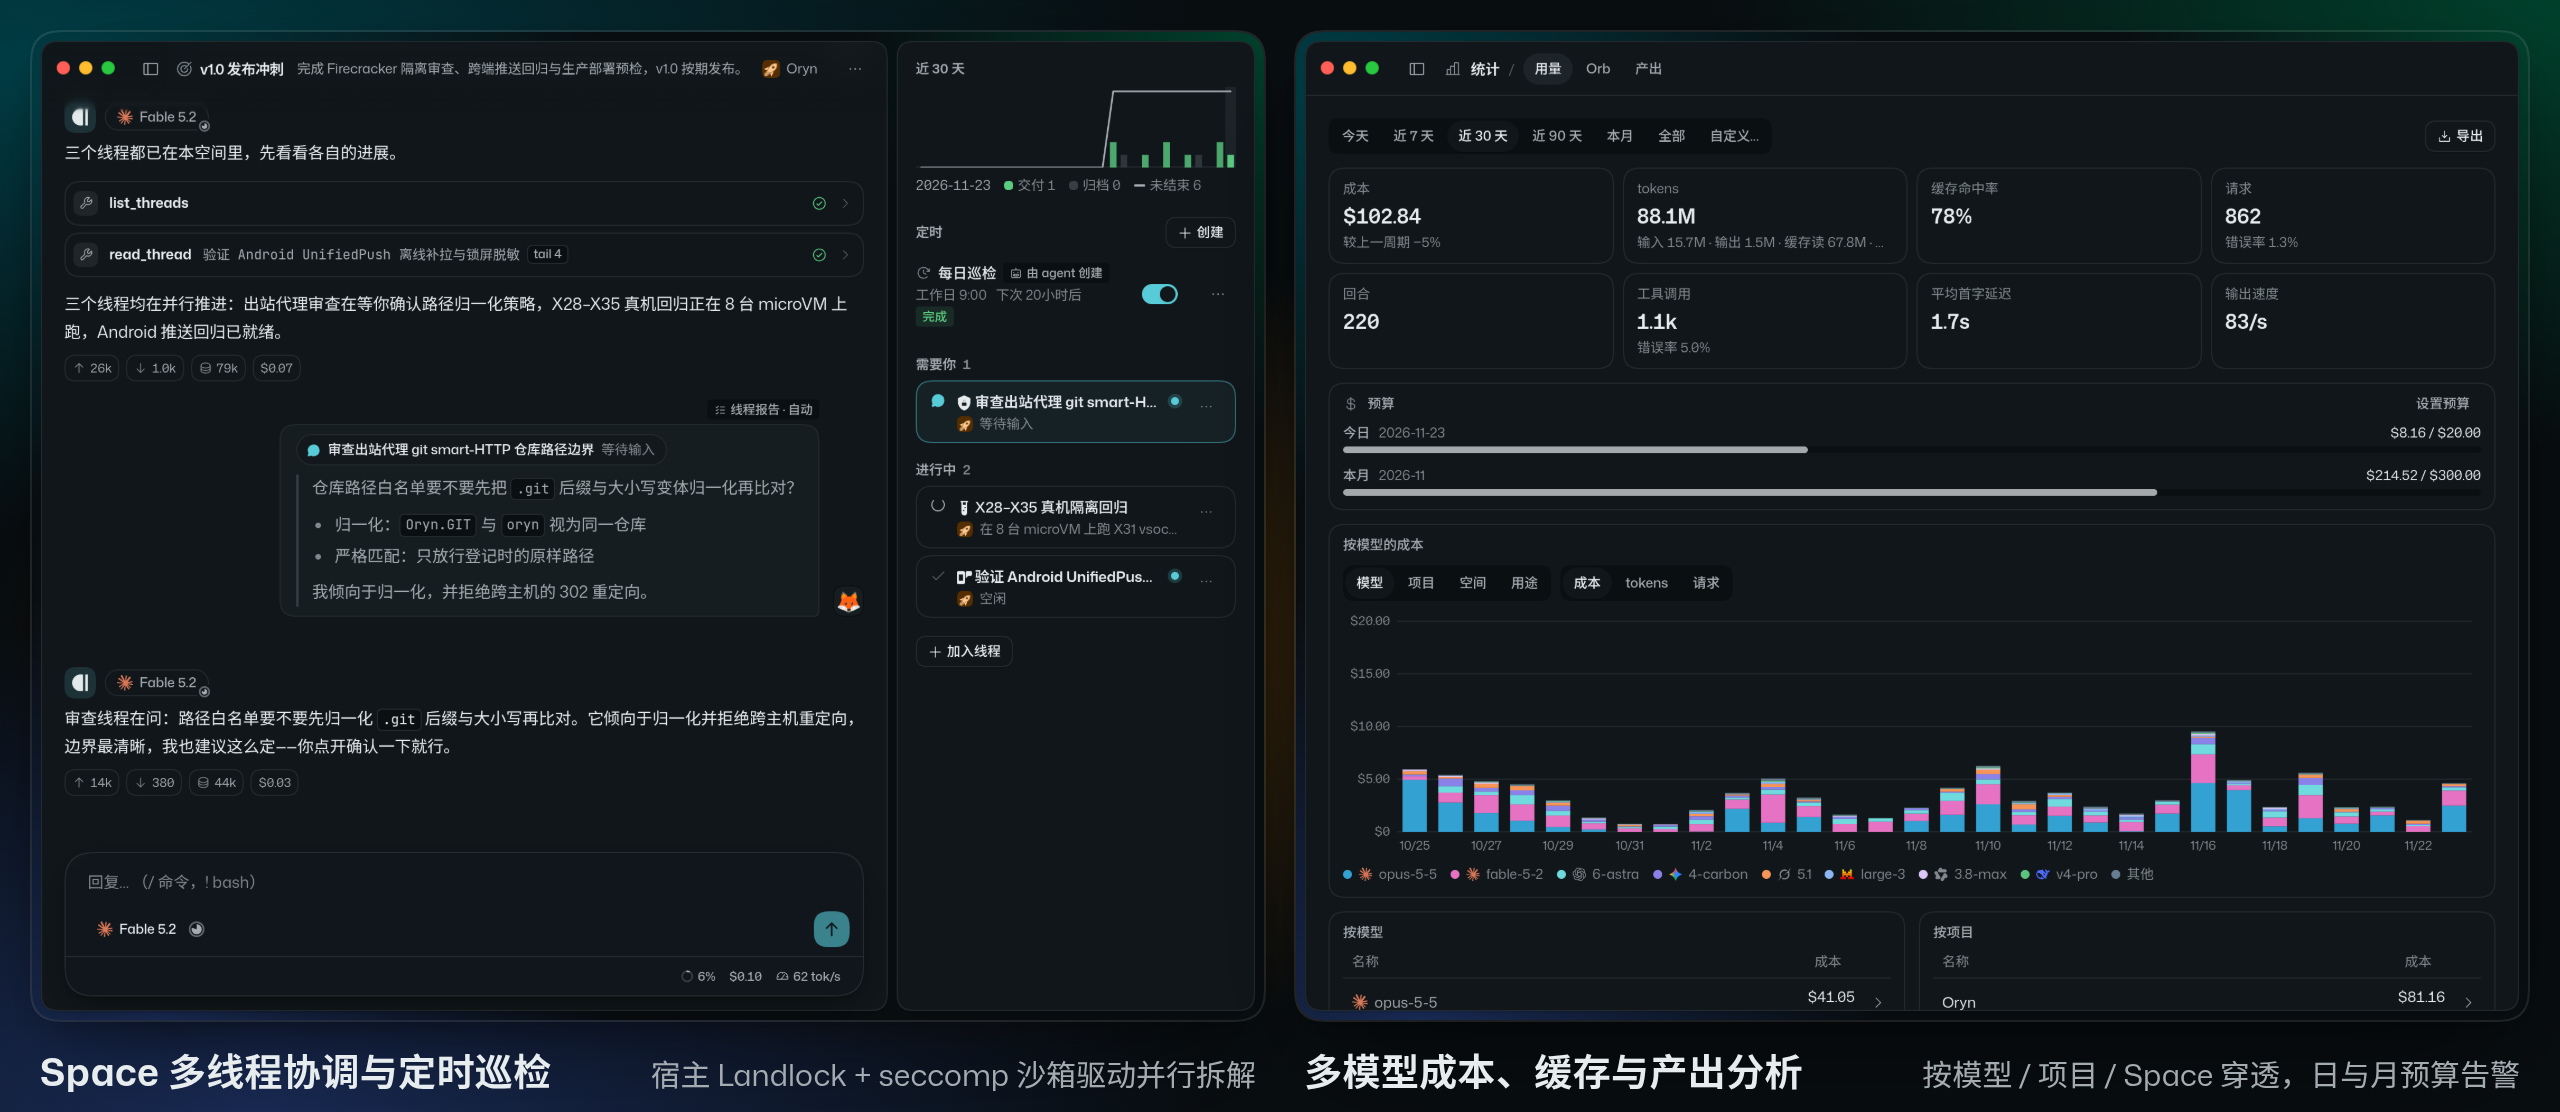 v1.0 发布冲刺 完成 Firecracker 隔离审查、跨端推送回归与生产部署预检，v1.0 按期发布。 Oryn ...
Fable 5.2
三个线程都已在本空间里，先看看各自的进展。
list_threads
read_thread 验证 Android UnifiedPush 离线补拉与锁屏脱敏 tail 4
三个线程均在并行推进：出站代理审查在等你确认路径归一化策略，X28–X35 真机回归正在 8 台 microVM 上
跑，Android 推送回归已就绪。
↑ 26k ↓ 1.0k 79k $0.07
线程报告 · 自动
审查出站代理 git smart-HTTP 仓库路径边界 等待输入
仓库路径白名单要不要先把 .git 后缀与大小写变体归一化再比对？
• 归一化：Oryn.GIT 与 oryn 视为同一仓库
• 严格匹配：只放行登记时的原样路径
我倾向于归一化，并拒绝跨主机的 302 重定向。
Fable 5.2
审查线程在问：路径白名单要不要先归一化 .git 后缀与大小写再比对。它倾向于归一化并拒绝跨主机重定向，
边界最清晰，我也建议这么定——你点开确认一下就行。
↑ 14k ↓ 380 44k $0.03
回复...（/ 命令，! bash）
Fable 5.2
6% $0.10 62 tok/s
近 30 天
2026-11-23 交付 1 归档 0 未结束 6
定时 + 创建
每日巡检 由 agent 创建
工作日 9:00 下次 20小时后 ...
完成
需要你 1
审查出站代理 git smart-H... ...
等待输入
进行中 2
X28–X35 真机隔离回归 ...
在 8 台 microVM 上跑 X31 vsoc...
验证 Android UnifiedPus... ...
空闲
+ 加入线程
Space 多线程协调与定时巡检 宿主 Landlock + seccomp 沙箱驱动并行拆解
统计 / 用量 Orb 产出
今天 近 7 天 近 30 天 近 90 天 本月 全部 自定义... 导出
成本 tokens 缓存命中率 请求
$102.84 88.1M 78% 862
较上一周期 −5% 输入 15.7M · 输出 1.5M · 缓存读 67.8M · ... 错误率 1.3%
回合 工具调用 平均首字延迟 输出速度
220 1.1k 1.7s 83/s
错误率 5.0%
$ 预算 设置预算
今日 2026-11-23 $8.16 / $20.00
本月 2026-11 $214.52 / $300.00
按模型的成本
模型 项目 空间 用途 成本 tokens 请求
$20.00
$15.00
$10.00
$5.00
$0
10/25 10/27 10/29 10/31 11/2 11/4 11/6 11/8 11/10 11/12 11/14 11/16 11/18 11/20 11/22
opus-5-5 fable-5-2 6-astra 4-carbon 5.1 large-3 3.8-max v4-pro 其他
按模型
名称 成本
opus-5-5 $41.05
按项目
名称 成本
Oryn $81.16
多模型成本、缓存与产出分析 按模型 / 项目 / Space 穿透，日与月预算告警